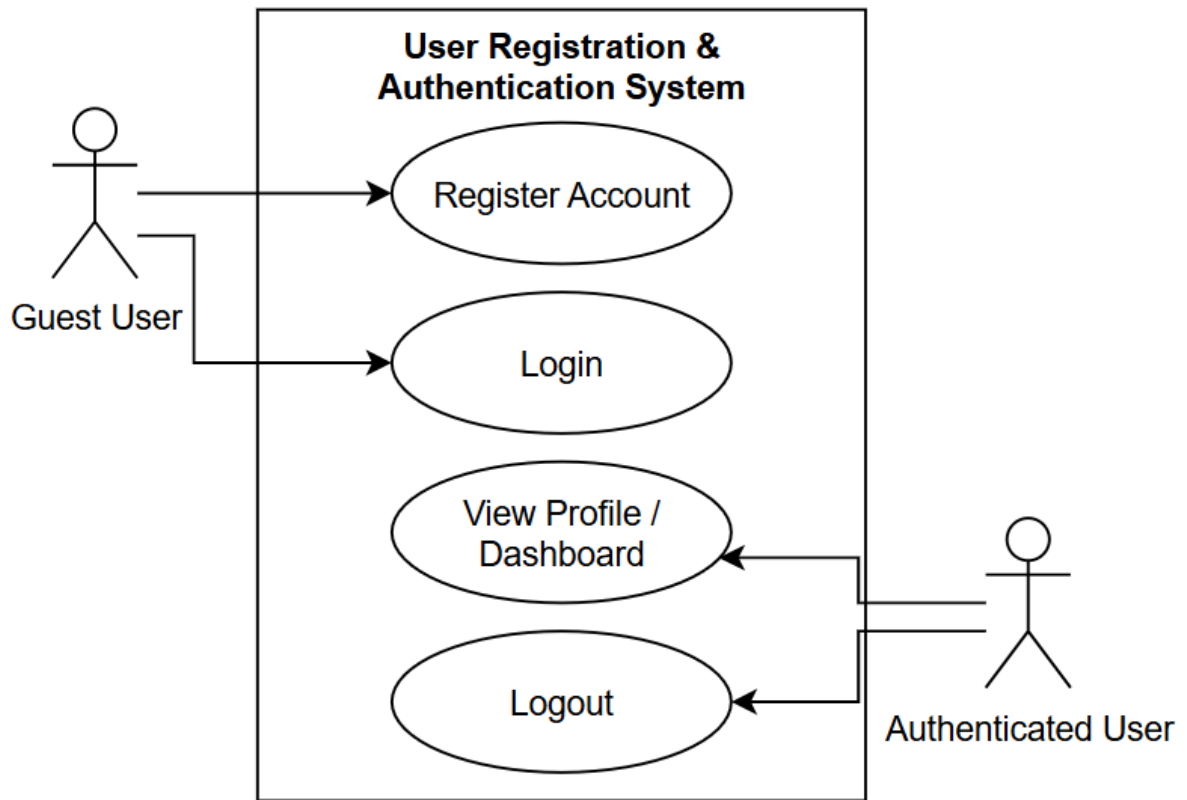 User Registration &
Authentication System
Register Account
Guest User
Login
View Profile /
Dashboard
Logout
Authenticated User